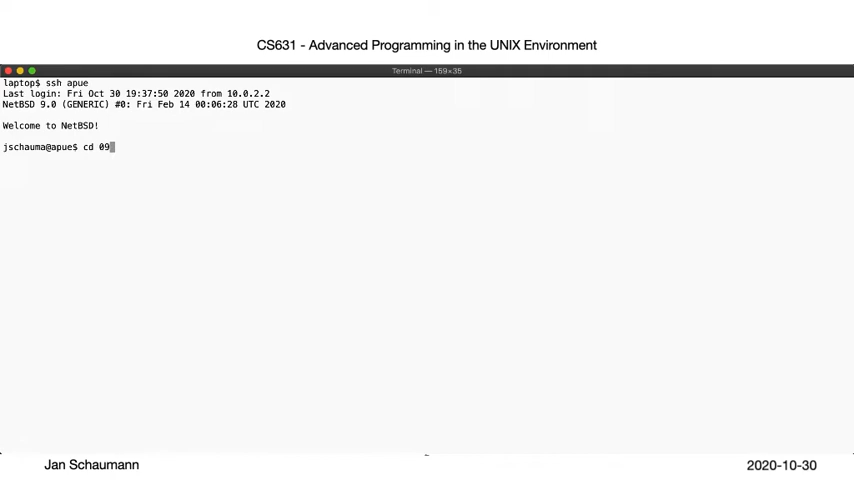 CS631 - Advanced Programming in the UNIX Environment
Terminal — 159×35
laptop$ ssh apue
Last login: Fri Oct 30 19:37:50 2020 from 10.0.2.2
NetBSD 9.0 (GENERIC) #0: Fri Feb 14 00:06:28 UTC 2020
Welcome to NetBSD!
jschauma@apue$ cd 09
Jan Schaumann
2020-10-30